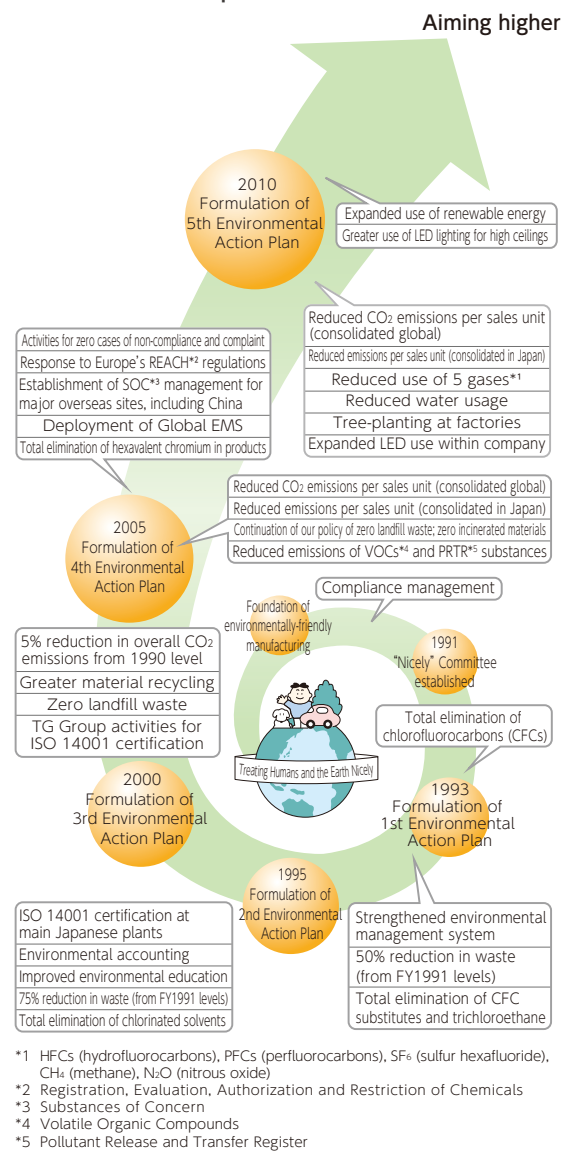 Aiming higher
2010
Formulation of
5th Environmental
Action Plan
Expanded use of renewable energy
Greater use of LED lighting for high ceilings
Reduced CO2 emissions per sales unit
(consolidated global)
Reduced emissions per sales unit (consolidated in Japan)
Reduced use of 5 gases*1
Reduced water usage
Tree-planting at factories
Expanded LED use within company
Activities for zero cases of non-compliance and complaint
Response to Europe's REACH*2 regulations
Establishment of SOC*3 management for
major overseas sites, including China
Deployment of Global EMS
Total elimination of hexavalent chromium in products
2005
Formulation of
4th Environmental
Action Plan
Reduced CO2 emissions per sales unit (consolidated global)
Reduced emissions per sales unit (consolidated in Japan)
Continuation of our policy of zero landfill waste; zero incinerated materials
Reduced emissions of VOCs*4 and PRTR*5 substances
Compliance management
Foundation of
environmentally-friendly
manufacturing
1991
"Nicely" Committee
established
5% reduction in overall CO2
emissions from 1990 level
Greater material recycling
Zero landfill waste
TG Group activities for
ISO 14001 certification
Treating Humans and the Earth Nicely
Total elimination of
chlorofluorocarbons (CFCs)
2000
Formulation of
3rd Environmental
Action Plan
1993
Formulation of
1st Environmental
Action Plan
1995
Formulation of
2nd Environmental
Action Plan
ISO 14001 certification at
main Japanese plants
Environmental accounting
Improved environmental education
75% reduction in waste (from FY1991 levels)
Total elimination of chlorinated solvents
Strengthened environmental
management system
50% reduction in waste
(from FY1991 levels)
Total elimination of CFC
substitutes and trichloroethane
*1 HFCs (hydrofluorocarbons), PFCs (perfluorocarbons), SF6 (sulfur hexafluoride),
CH4 (methane), N2O (nitrous oxide)
*2 Registration, Evaluation, Authorization and Restriction of Chemicals
*3 Substances of Concern
*4 Volatile Organic Compounds
*5 Pollutant Release and Transfer Register